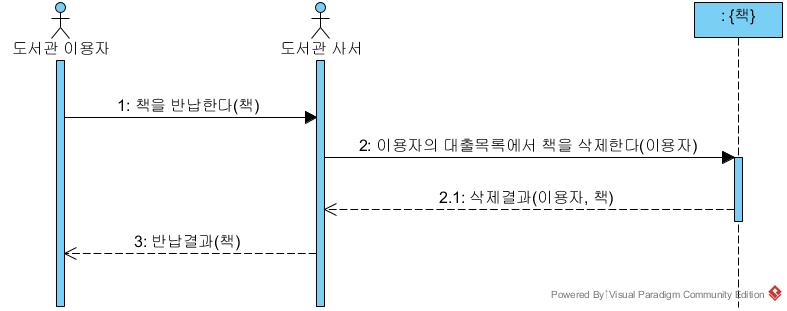 : {책}
도서관 이용자
도서관 사서
1: 책을 반납한다(책)
2: 이용자의 대출목록에서 책을 삭제한다(이용자)
2.1: 삭제결과(이용자, 책)
3: 반납결과(책)
Powered By Visual Paradigm Community Edition